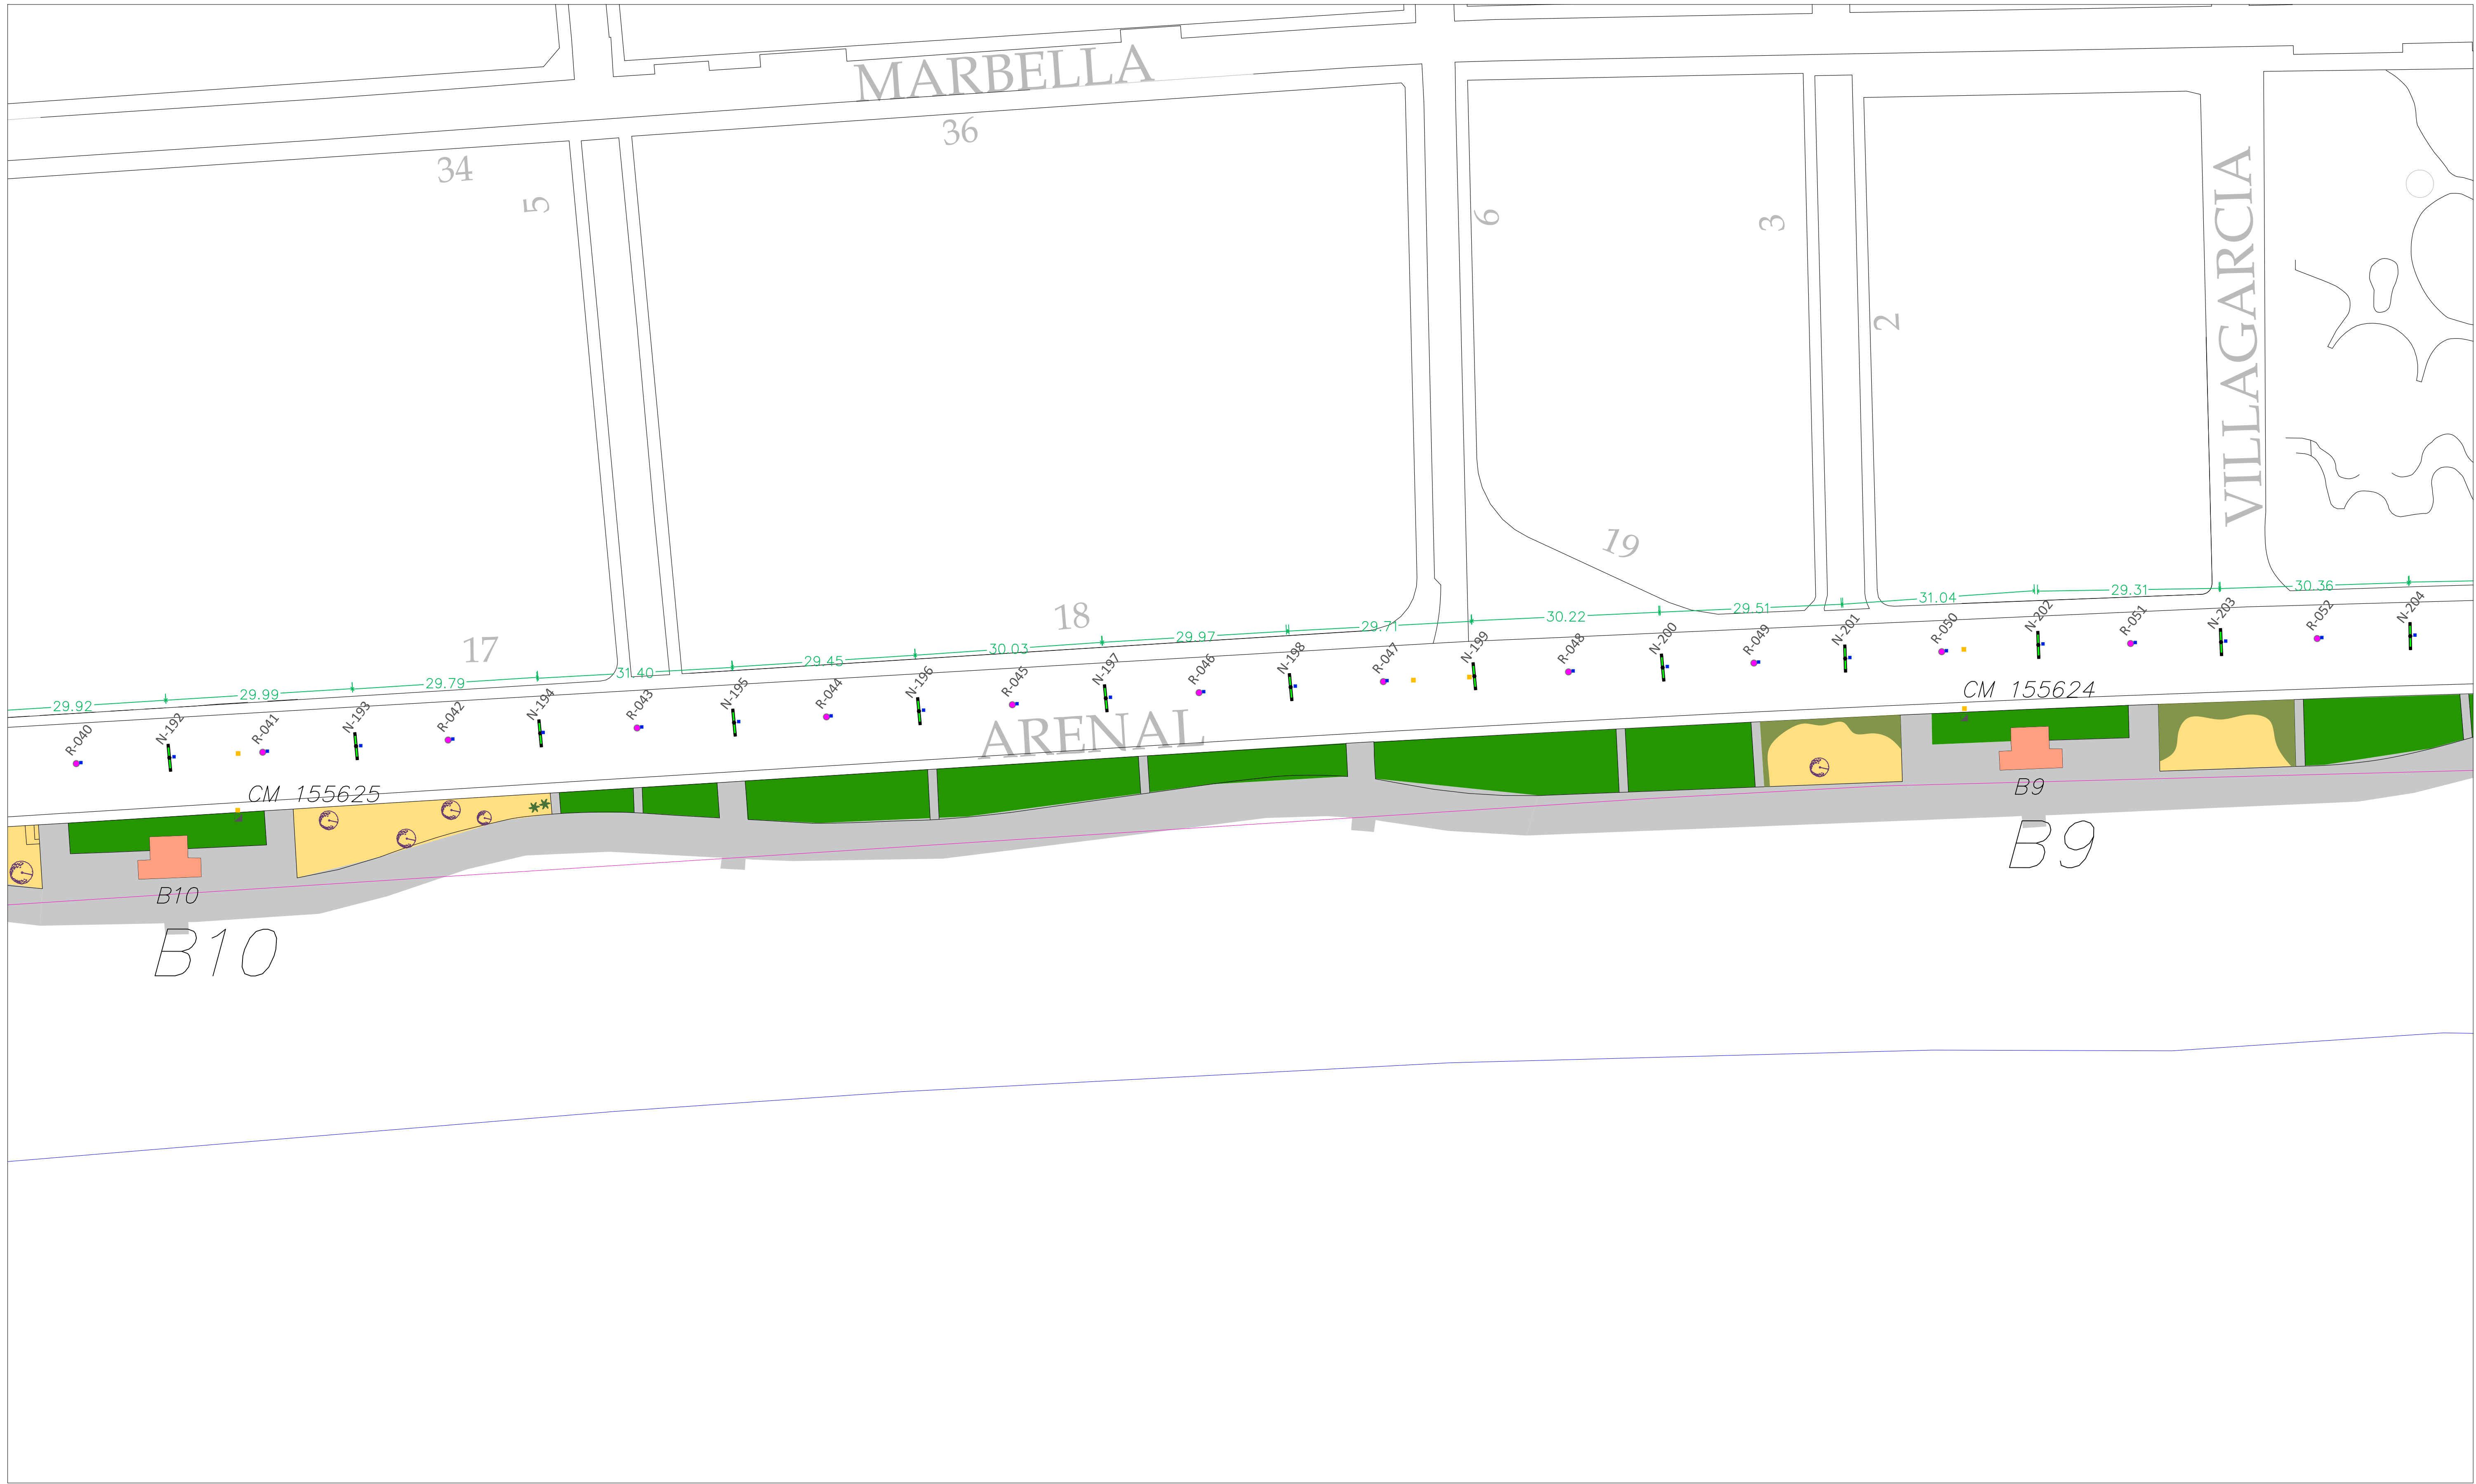 MARBELLA
36
34
5
6
3
2
VILLAGARCIA
19
18
17
29.92
29.99
29.79
31.40
29.45
30.03
29.97
29.71
30.22
29.51
31.04
29.31
30.36
R-040
N-192
R-041
N-193
R-042
N-194
R-043
N-195
R-044
N-196
R-045
N-197
R-046
N-198
R-047
N-199
R-048
N-200
R-049
N-201
R-050
N-202
R-051
N-203
R-052
N-204
ARENAL
CM 155624
CM 155625
B9
B9
B10
B10